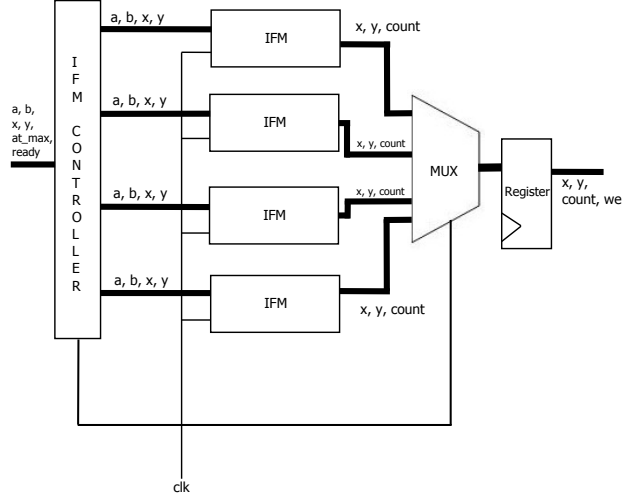 a, b, x, y
IFM
x, y, count
I
F
M
C
O
N
T
R
O
L
L
E
R
a, b,
x, y,
at_max,
ready
a, b, x, y
IFM
x, y, count
MUX
Register
x, y,
count, we
a, b, x, y
IFM
x, y, count
a, b, x, y
IFM
x, y, count
clk